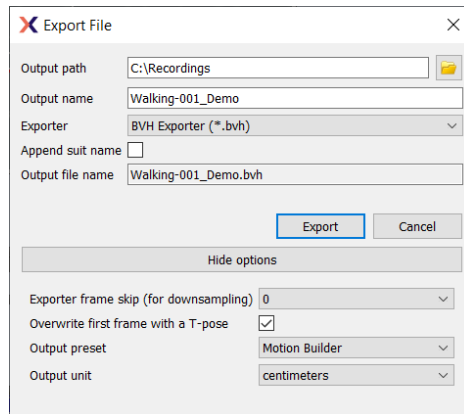 Export File
Output path C:\Recordings
Output name Walking-001_Demo
Exporter BVH Exporter (*.bvh)
Append suit name
Output file name Walking-001_Demo.bvh
Export Cancel
Hide options
Exporter frame skip (for downsampling) 0
Overwrite first frame with a T-pose
Output preset Motion Builder
Output unit centimeters